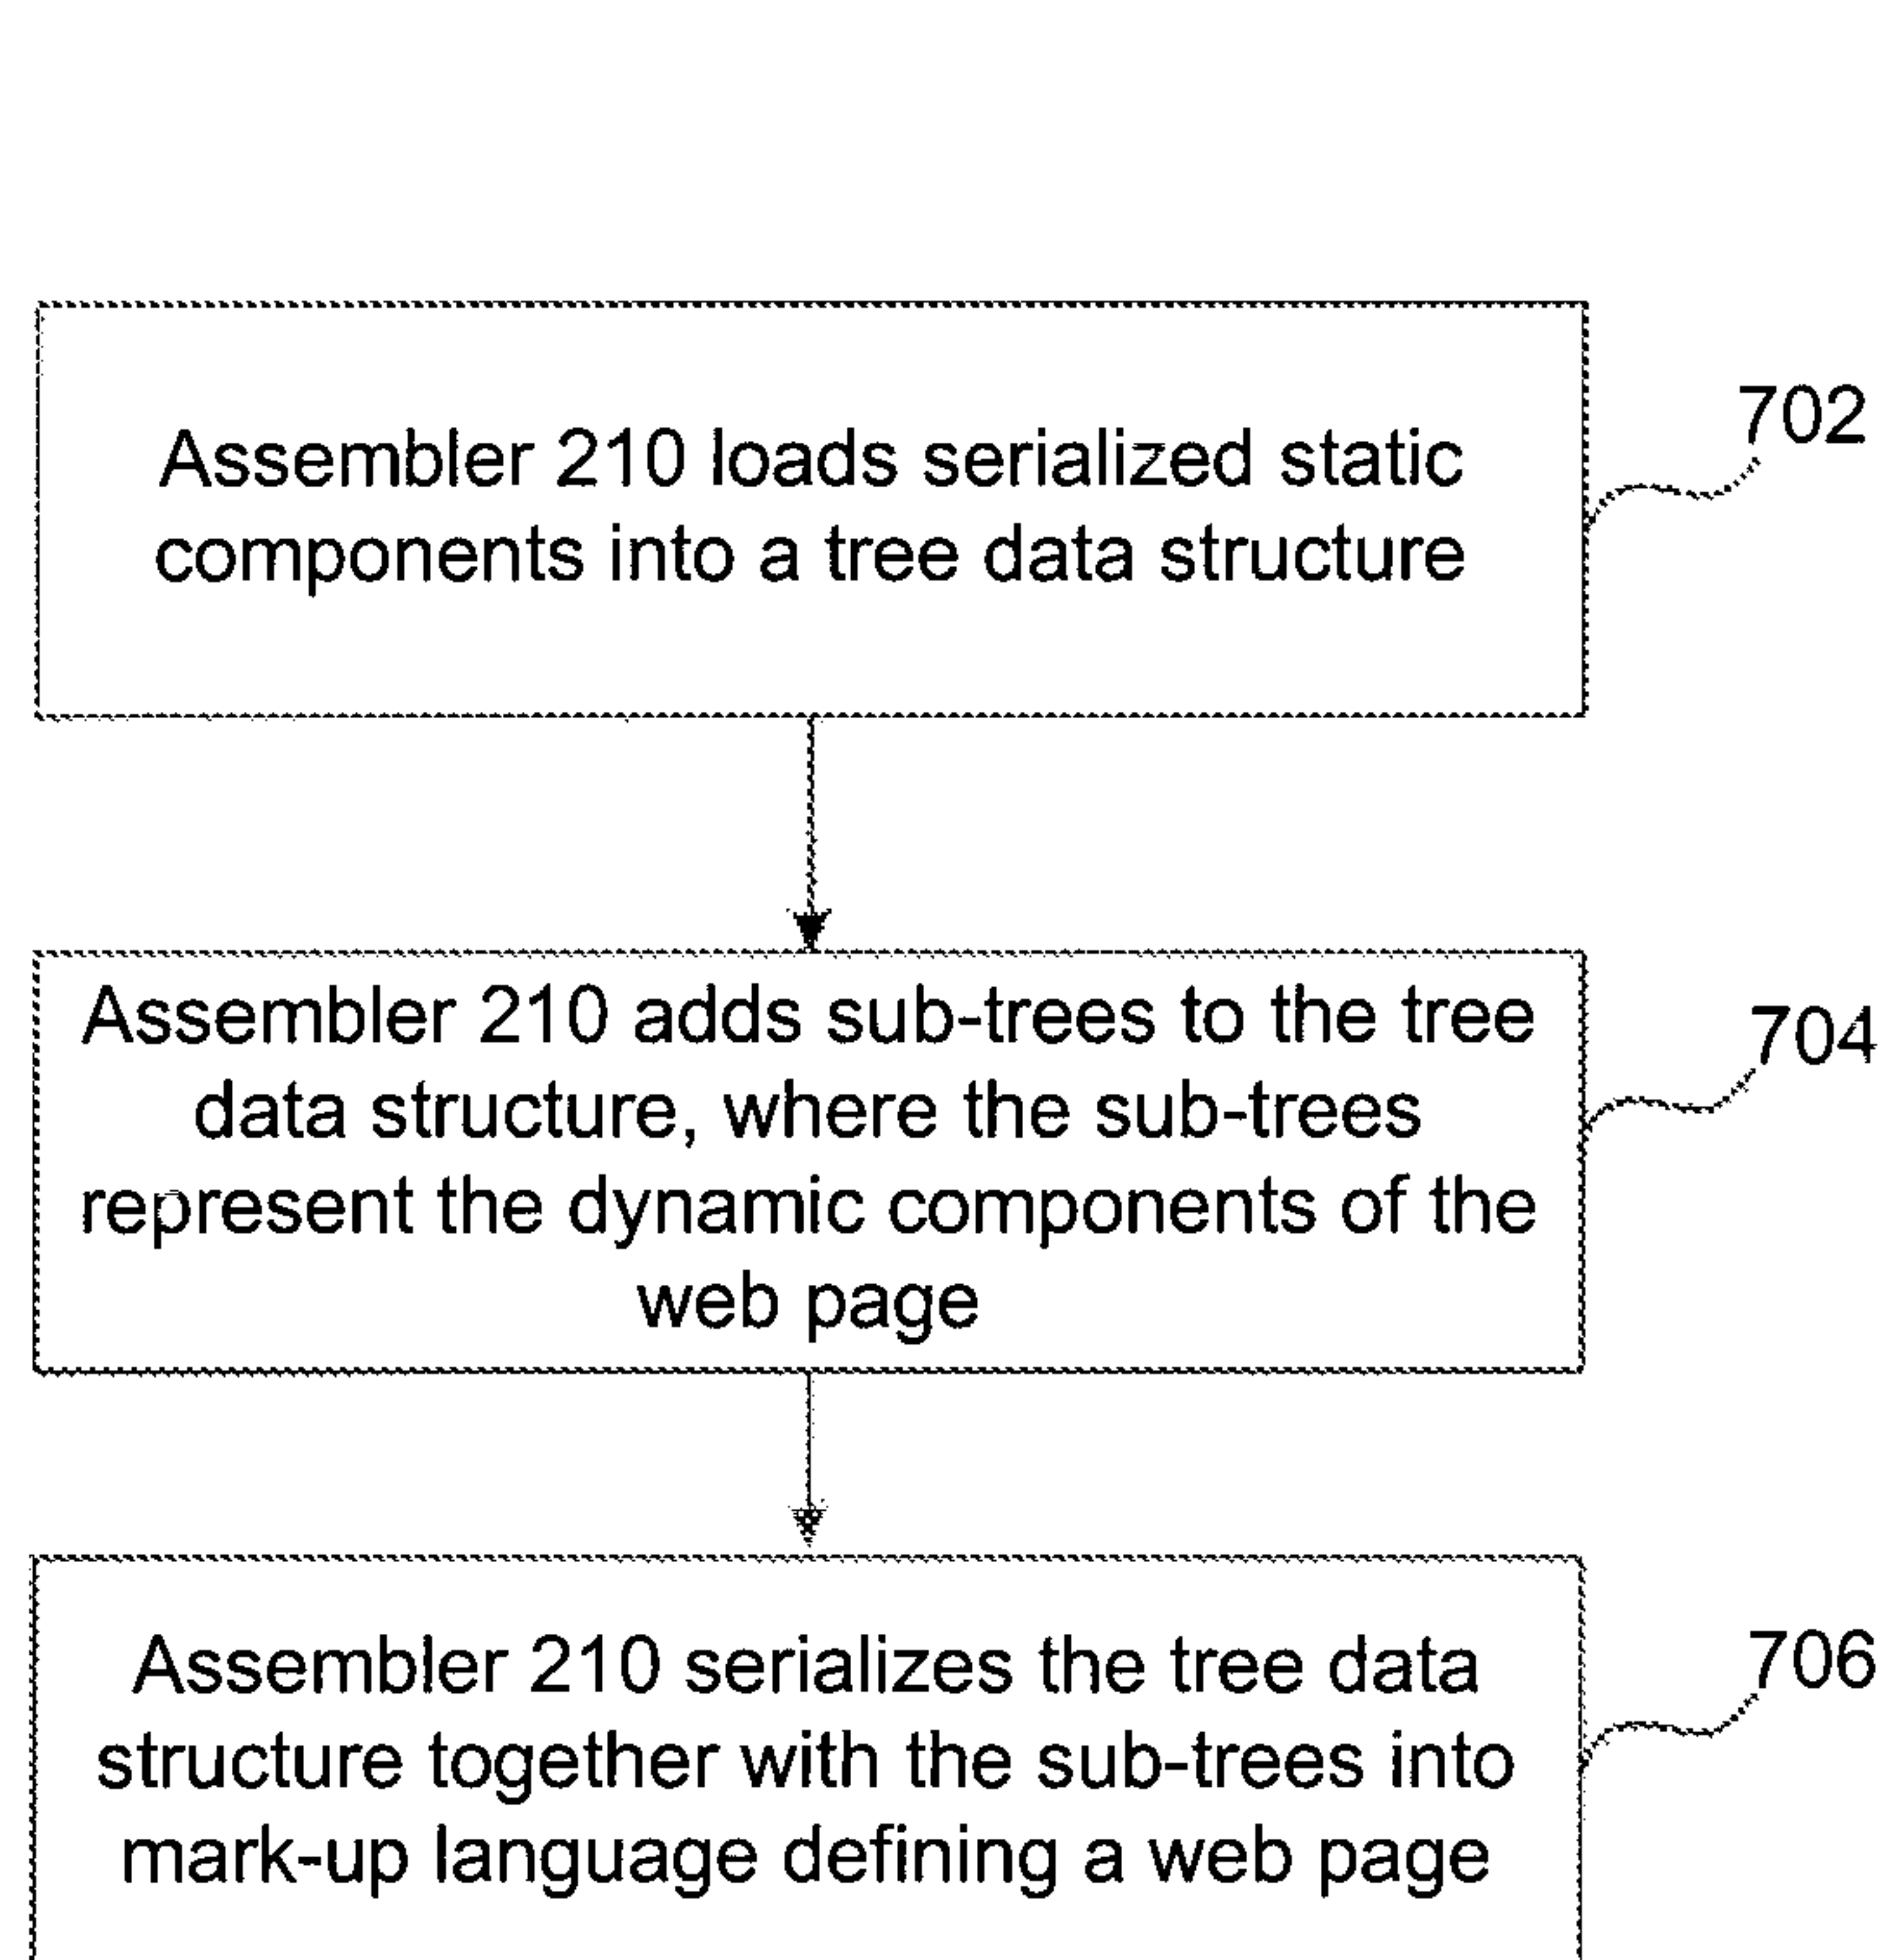 Assembler 210 loads serialized static
components into a tree data structure
702
Assembler 210 adds sub-trees to the tree
data structure, where the sub-trees
represent the dynamic components of the
web page
704
Assembler 210 serializes the tree data
structure together with the sub-trees into
mark-up language defining a web page
706